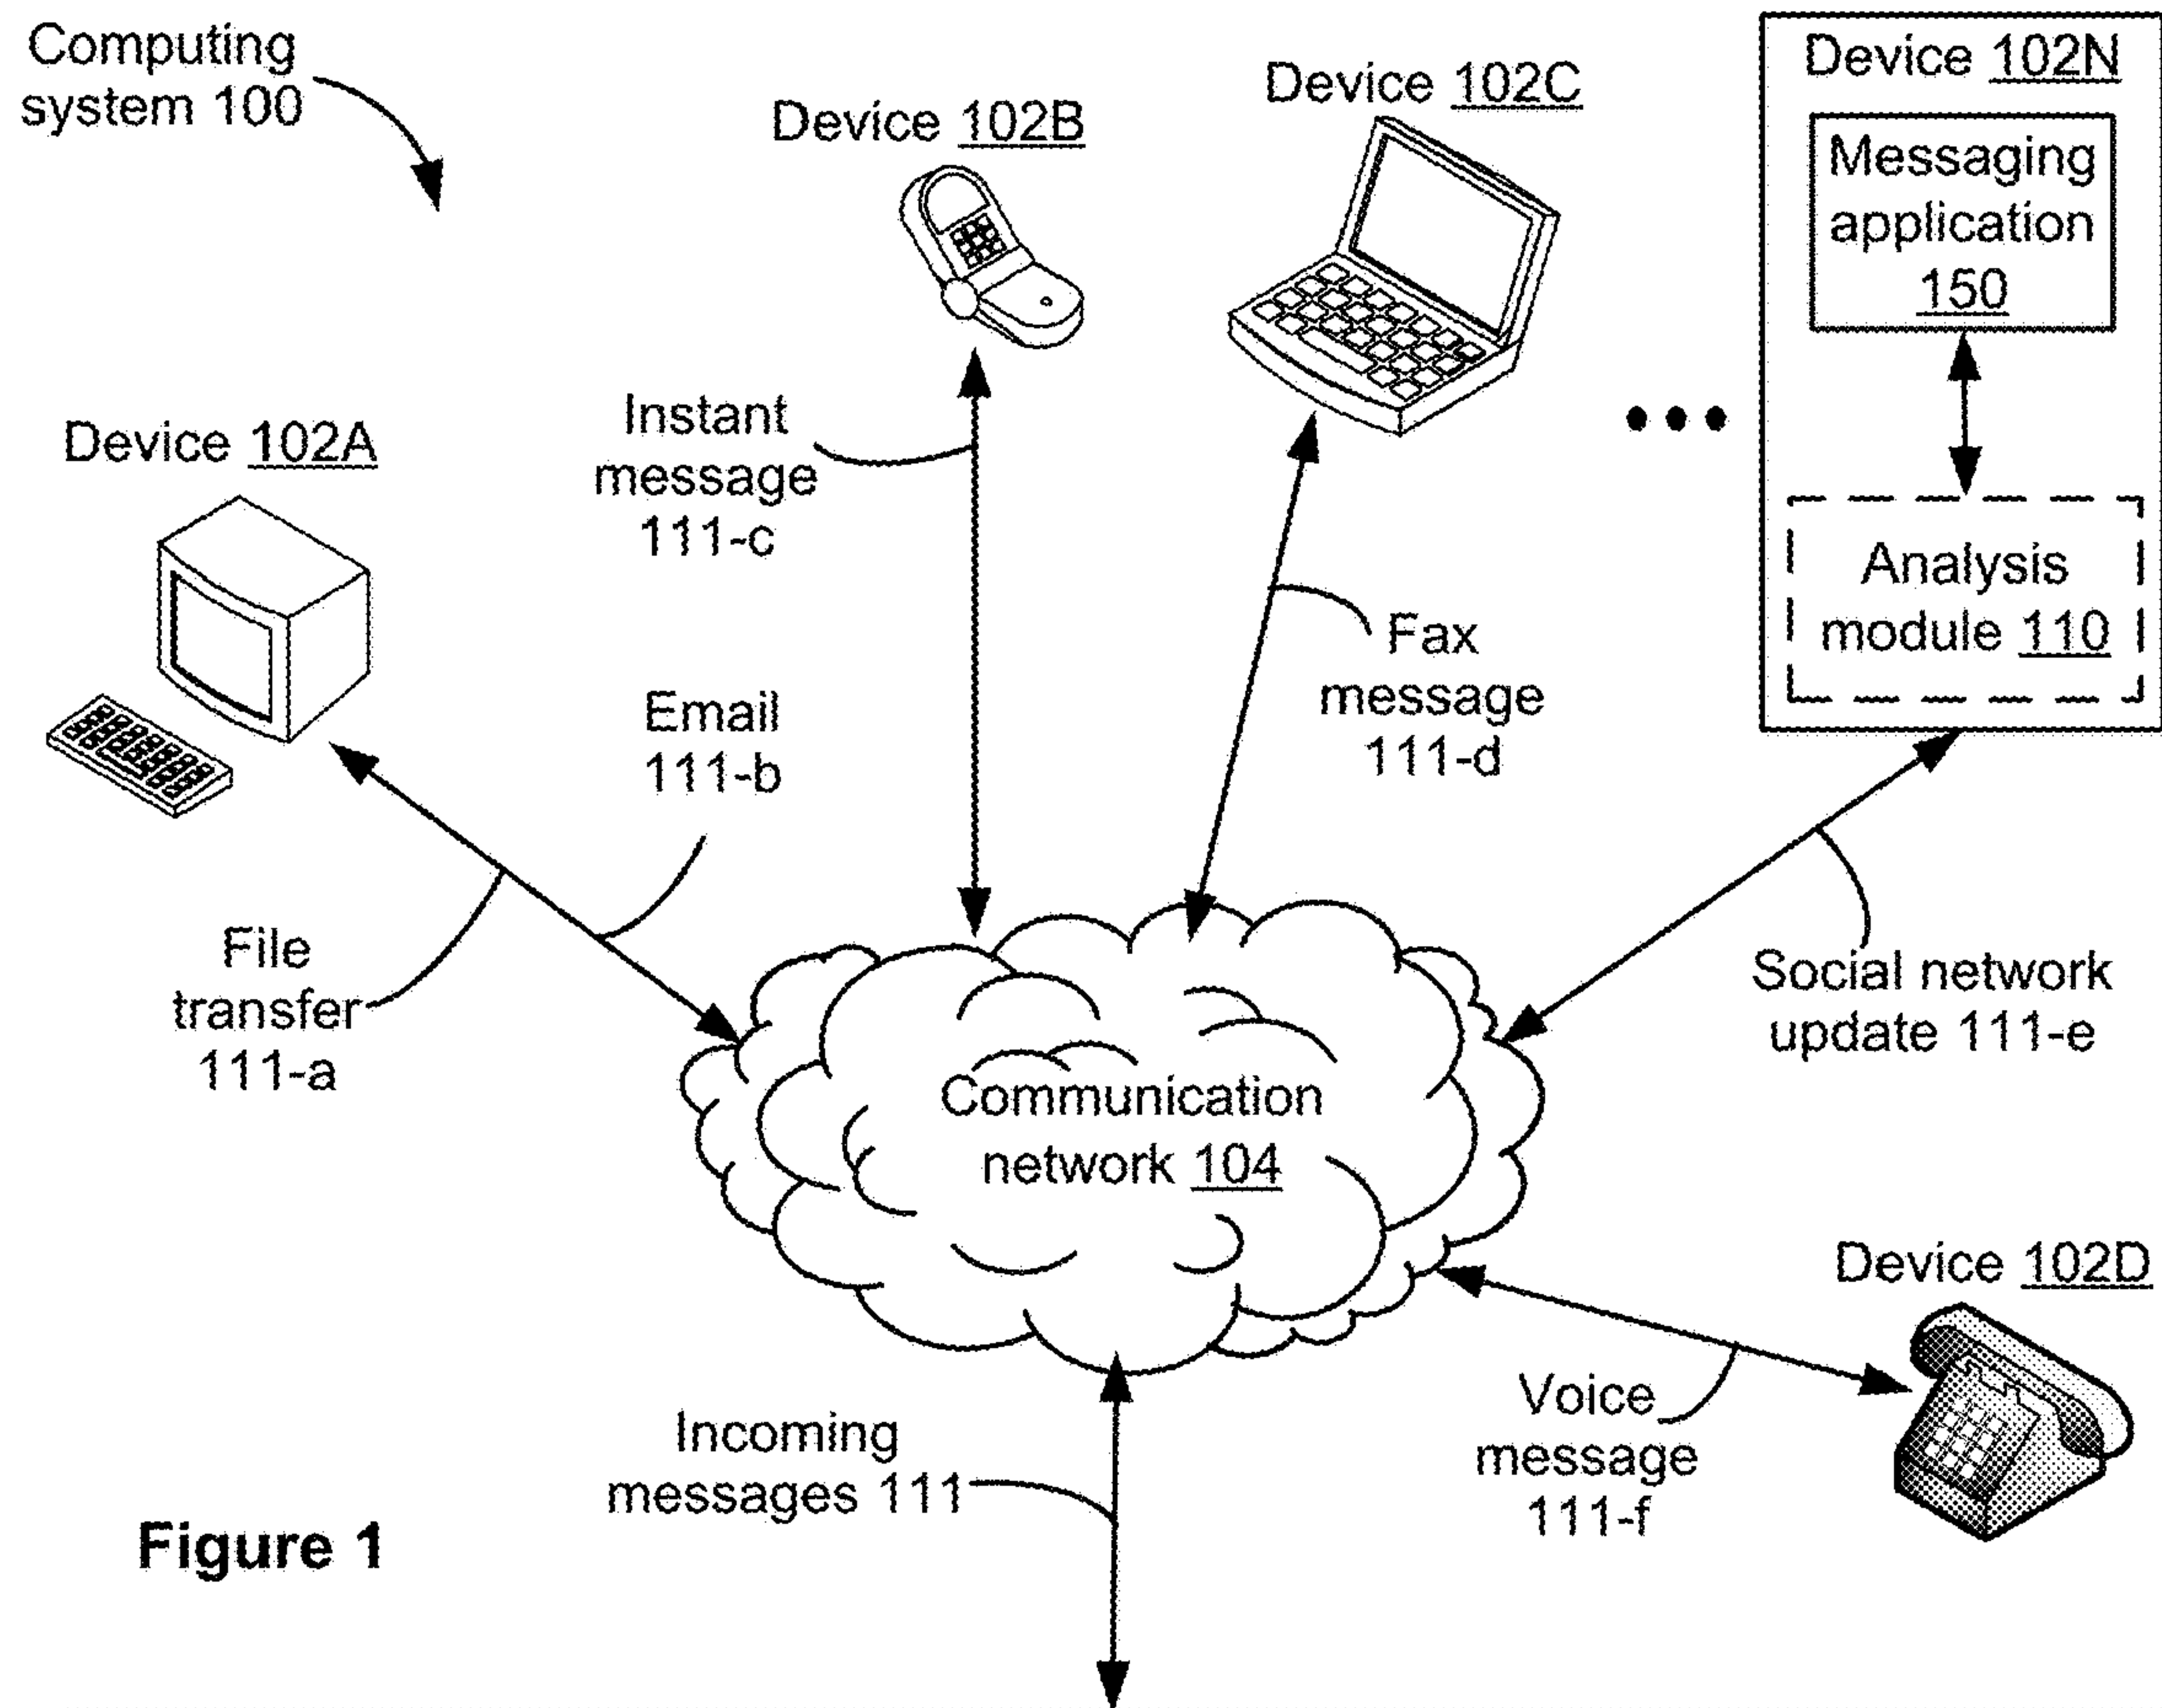 Computing
system 100
Device 102B
Device 102C
Device 102N
Messaging
application
150
Analysis
module 110
Device 102A
Instant
message
111-c
Fax
message
111-d
Email
111-b
File
transfer
111-a
Social network
update 111-e
Communication
network 104
Device 102D
Voice
message
111-f
Incoming
messages 111
Figure 1